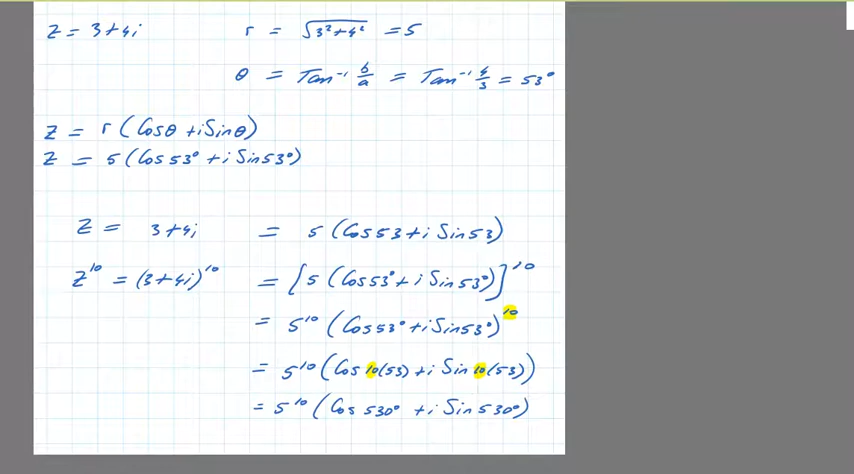 z = 3+4i    r = √3²+4² = 5
θ = Tan⁻¹ b/a = Tan⁻¹ 4/3 = 53°
z = r (Cosθ + iSinθ)
z = 5 (Cos 53° + i Sin 53°)
z = 3+4i = 5 (Cos 53 + i Sin 53)
z¹⁰ = (3+4i)¹⁰ = [5 (Cos 53° + i Sin 53°)]¹⁰
= 5¹⁰ (Cos 53° + i Sin 53°)¹⁰
= 5¹⁰ (Cos 10(53) + i Sin 10(53))
= 5¹⁰ (Cos 530° + i Sin 530°)